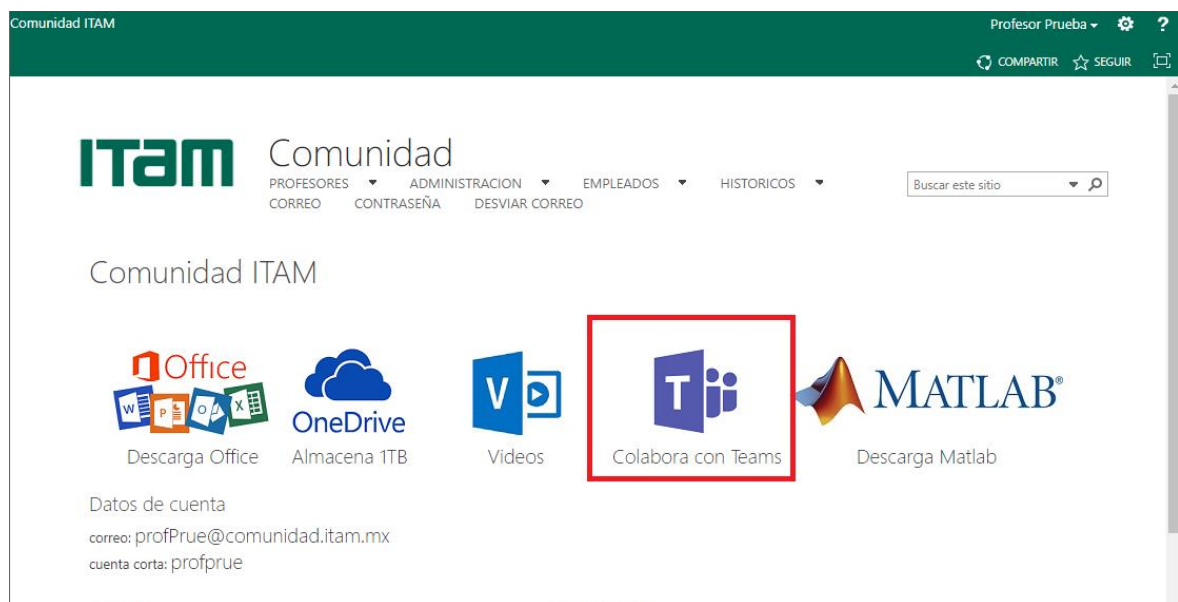 Comunidad ITAM
Profesor Prueba
?
COMPARTIR SEGUIR
ITAM
Comunidad
PROFESORES ADMINISTRACION EMPLEADOS HISTORICOS
CORREO CONTRASEÑA DESVIAR CORREO
Buscar este sitio
Comunidad ITAM
Office
W P O X
OneDrive
V
T
MATLAB®
Descarga Office Almacena 1TB Videos Colabora con Teams Descarga Matlab
Datos de cuenta
correo: profPrue@comunidad.itam.mx
cuenta corta: profprue